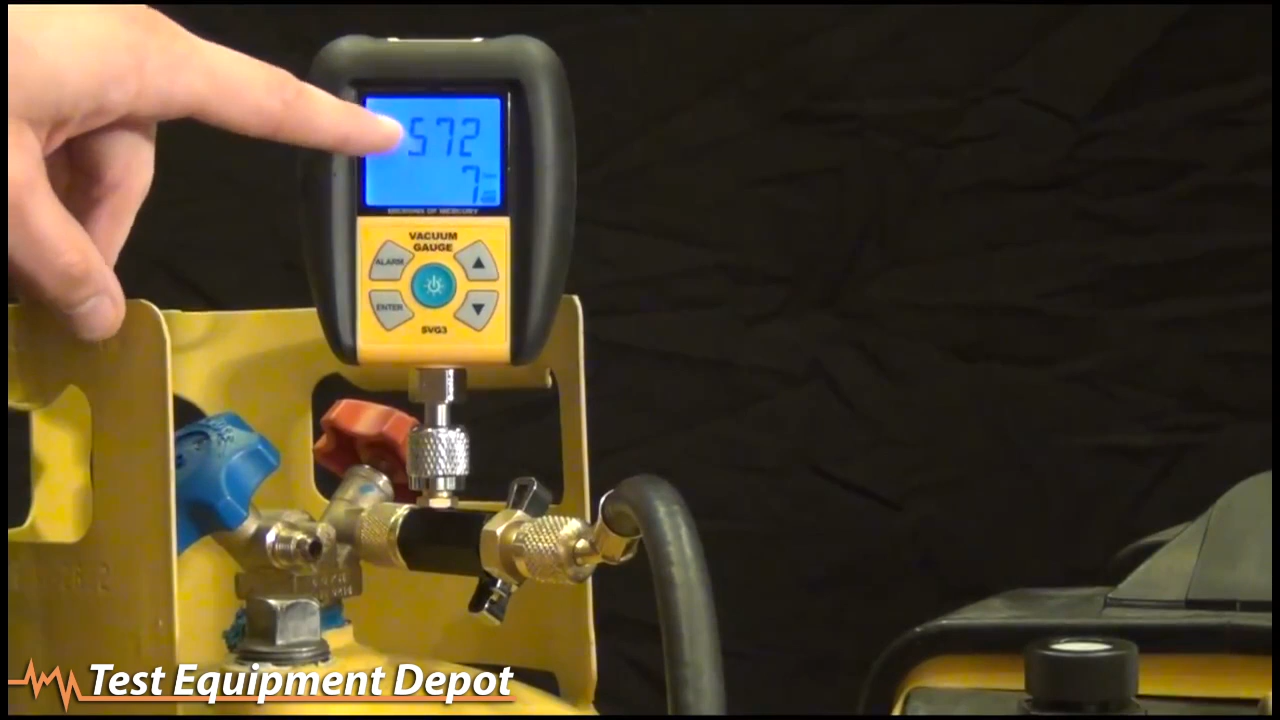 572
7
MICRONS OF MERCURY
VACUUM
GAUGE
ALARM
ENTER
SVG3
Test Equipment Depot